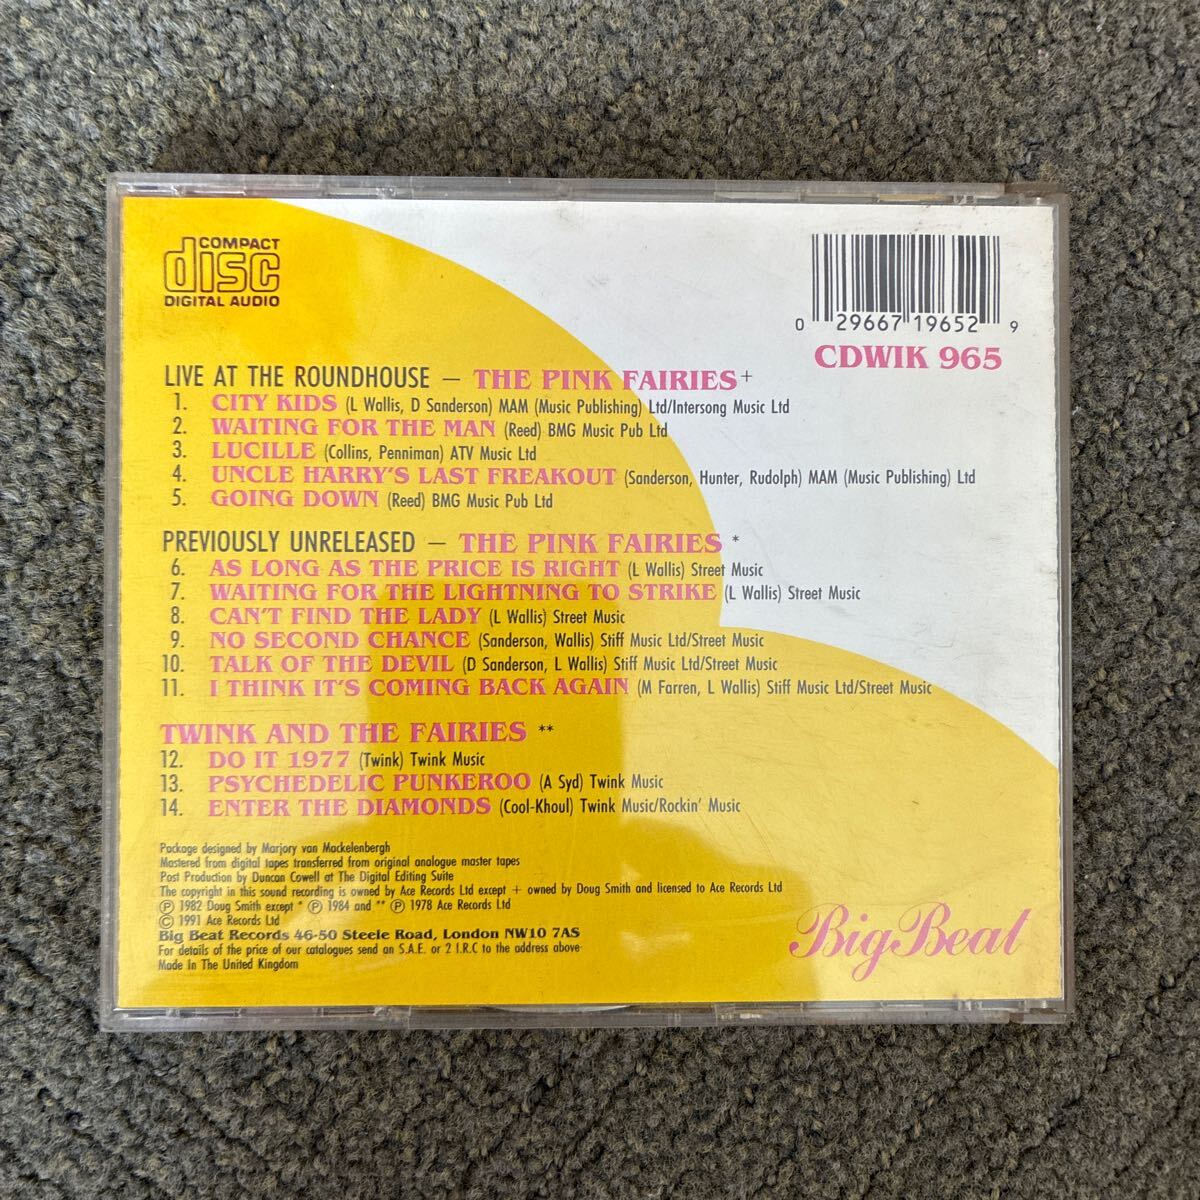 COMPACT
disc
DIGITAL AUDIO
0 29667 19652 9
CDWIK 965
LIVE AT THE ROUNDHOUSE – THE PINK FAIRIES+
1. CITY KIDS (L Wallis, D Sanderson) MAM (Music Publishing) Ltd/Intersong Music Ltd
2. WAITING FOR THE MAN (Reed) BMG Music Pub Ltd
3. LUCILLE (Collins, Penniman) ATV Music Ltd
4. UNCLE HARRY'S LAST FREAKOUT (Sanderson, Hunter, Rudolph) MAM (Music Publishing) Ltd
5. GOING DOWN (Reed) BMG Music Pub Ltd
PREVIOUSLY UNRELEASED – THE PINK FAIRIES *
6. AS LONG AS THE PRICE IS RIGHT (L Wallis) Street Music
7. WAITING FOR THE LIGHTNING TO STRIKE (L Wallis) Street Music
8. CAN'T FIND THE LADY (L Wallis) Street Music
9. NO SECOND CHANCE (Sanderson, Wallis) Stiff Music Ltd/Street Music
10. TALK OF THE DEVIL (D Sanderson, L Wallis) Stiff Music Ltd/Street Music
11. I THINK IT'S COMING BACK AGAIN (M Farren, L Wallis) Stiff Music Ltd/Street Music
TWINK AND THE FAIRIES **
12. DO IT 1977 (Twink) Twink Music
13. PSYCHEDELIC PUNKEROO (A Syd) Twink Music
14. ENTER THE DIAMONDS (Cool-Khoul) Twink Music/Rockin' Music
Package designed by Marjory van Mackelenbergh
Mastered from digital tapes transferred from original analogue master tapes
Post Production by Duncan Cowell at The Digital Editing Suite
The copyright in this sound recording is owned by Ace Records Ltd except + owned by Doug Smith and licensed to Ace Records Ltd
℗ 1982 Doug Smith except * ℗ 1984 and ** ℗ 1978 Ace Records Ltd
© 1991 Ace Records Ltd
Big Beat Records 46-50 Steele Road, London NW10 7AS
For details of the price of our catalogues send an S.A.E. or 2 I.R.C to the address above·
Made in The United Kingdom
Big Beat